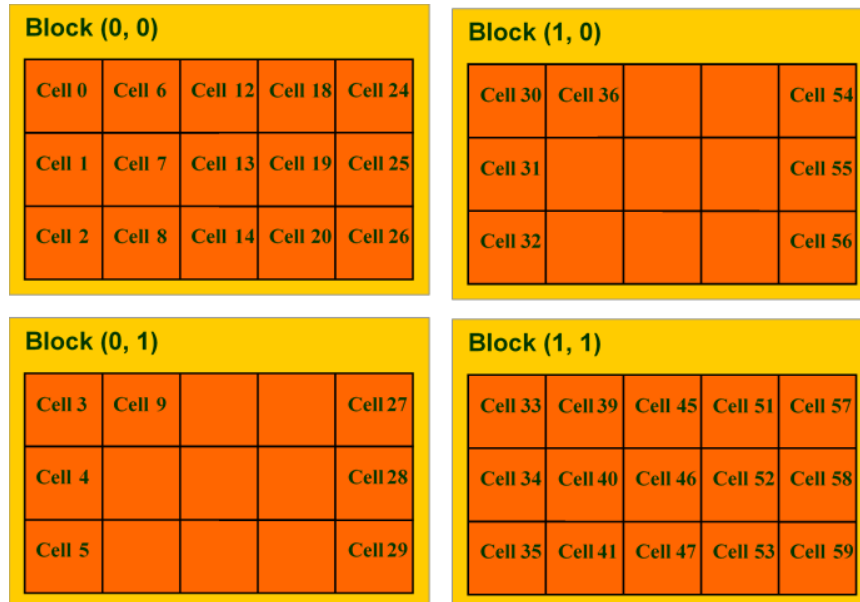 Block (0, 0)
Cell 0 Cell 6 Cell 12 Cell 18 Cell 24
Cell 1 Cell 7 Cell 13 Cell 19 Cell 25
Cell 2 Cell 8 Cell 14 Cell 20 Cell 26
Block (1, 0)
Cell 30 Cell 36 Cell 54
Cell 31 Cell 55
Cell 32 Cell 56
Block (0, 1)
Cell 3 Cell 9 Cell 27
Cell 4 Cell 28
Cell 5 Cell 29
Block (1, 1)
Cell 33 Cell 39 Cell 45 Cell 51 Cell 57
Cell 34 Cell 40 Cell 46 Cell 52 Cell 58
Cell 35 Cell 41 Cell 47 Cell 53 Cell 59